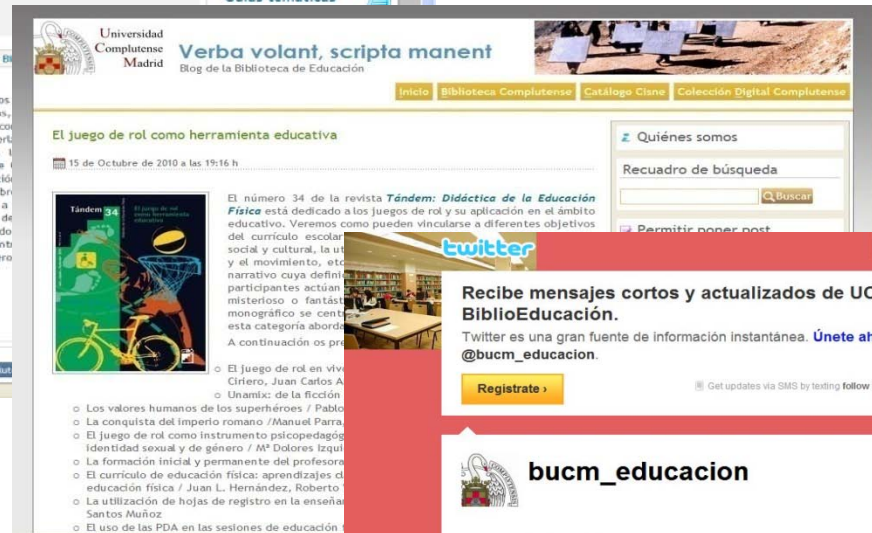 Universidad
Complutense
Madrid
Verba volant, scripta manent
Blog de la Biblioteca de Educación
Inicio Biblioteca Complutense Catálogo Cisne Colección Digital Complutense
El juego de rol como herramienta educativa
15 de Octubre de 2010 a las 19:16 h
Tándem 34 El juego de rol
como herramienta
educativa
El número 34 de la revista Tándem: Didáctica de la Educación
Física está dedicado a los juegos de rol y su aplicación en el ámbito
educativo. Veremos como pueden vincularse a diferentes objetivos
del currículo escolar
social y cultural, la ut
y el movimiento, etc
narrativo cuya defini
participantes actúan
misterioso o fantást
monográfico se cent
esta categoría aborda
A continuación os pre
El juego de rol en viv
Ciriero, Juan Carlos A
Unamix: de la ficción
Los valores humanos de los superhéroes / Pablo
La conquista del imperio romano /Manuel Parra,
El juego de rol como instrumento psicopedagóg
identidad sexual y de género / Mª Dolores Izqui
La formación inicial y permanente del profesora
El currículo de educación física: aprendizajes cl
educación física / Juan L. Hernández, Roberto
La utilización de hojas de registro en la enseñan
Santos Muñoz
El uso de las PDA en las sesiones de educación f
Quiénes somos
Recuadro de búsqueda
Buscar
Permitir poner post
twitter
Recibe mensajes cortos y actualizados de UC
BiblioEducación.
Twitter es una gran fuente de información instantánea. Únete ah
@bucm_educacion.
Regístrate ›
Get updates via SMS by texting follow
bucm_educacion